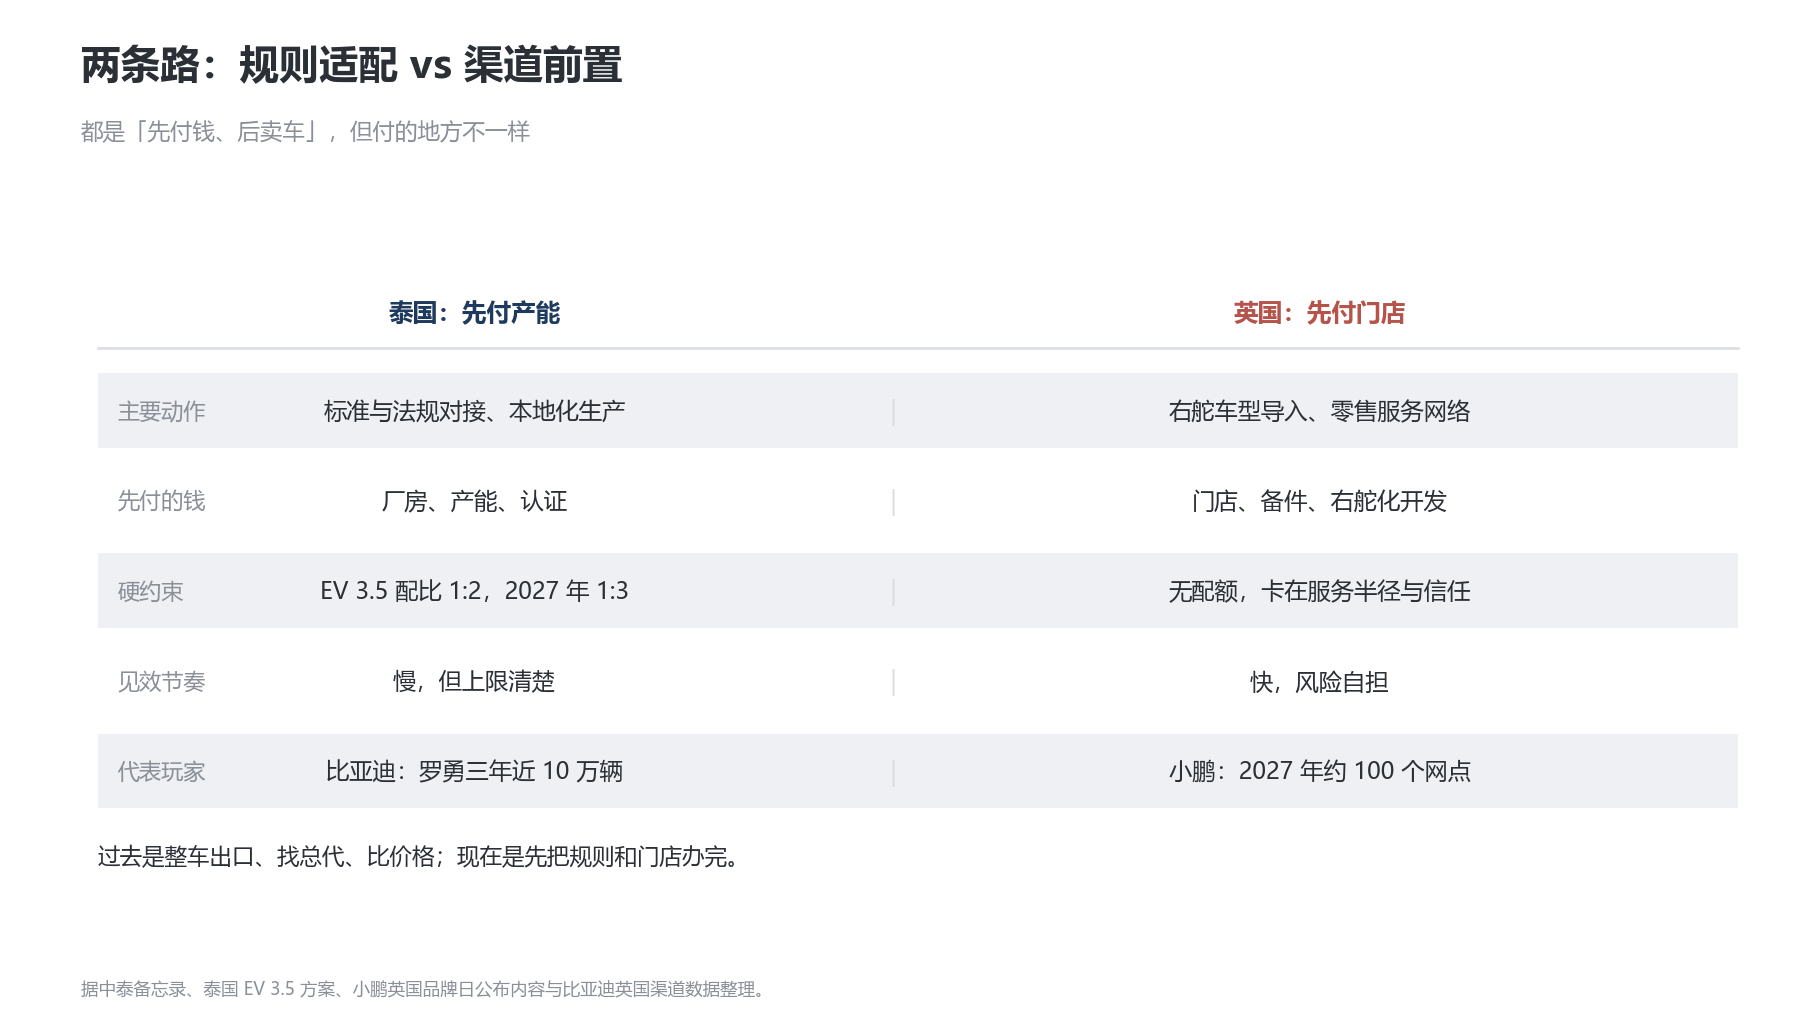 两条路：规则适配 vs 渠道前置
都是「先付钱、后卖车」，但付的地方不一样
泰国：先付产能 英国：先付门店
主要动作 标准与法规对接、本地化生产 右舵车型导入、零售服务网络
先付的钱 厂房、产能、认证 门店、备件、右舵化开发
硬约束 EV 3.5 配比 1:2，2027 年 1:3 无配额，卡在服务半径与信任
见效节奏 慢，但上限清楚 快，风险自担
代表玩家 比亚迪：罗勇三年近 10 万辆 小鹏：2027 年约 100 个网点
过去是整车出口、找总代、比价格；现在是先把规则和门店办完。
据中泰备忘录、泰国 EV 3.5 方案、小鹏英国品牌日公布内容与比亚迪英国渠道数据整理。